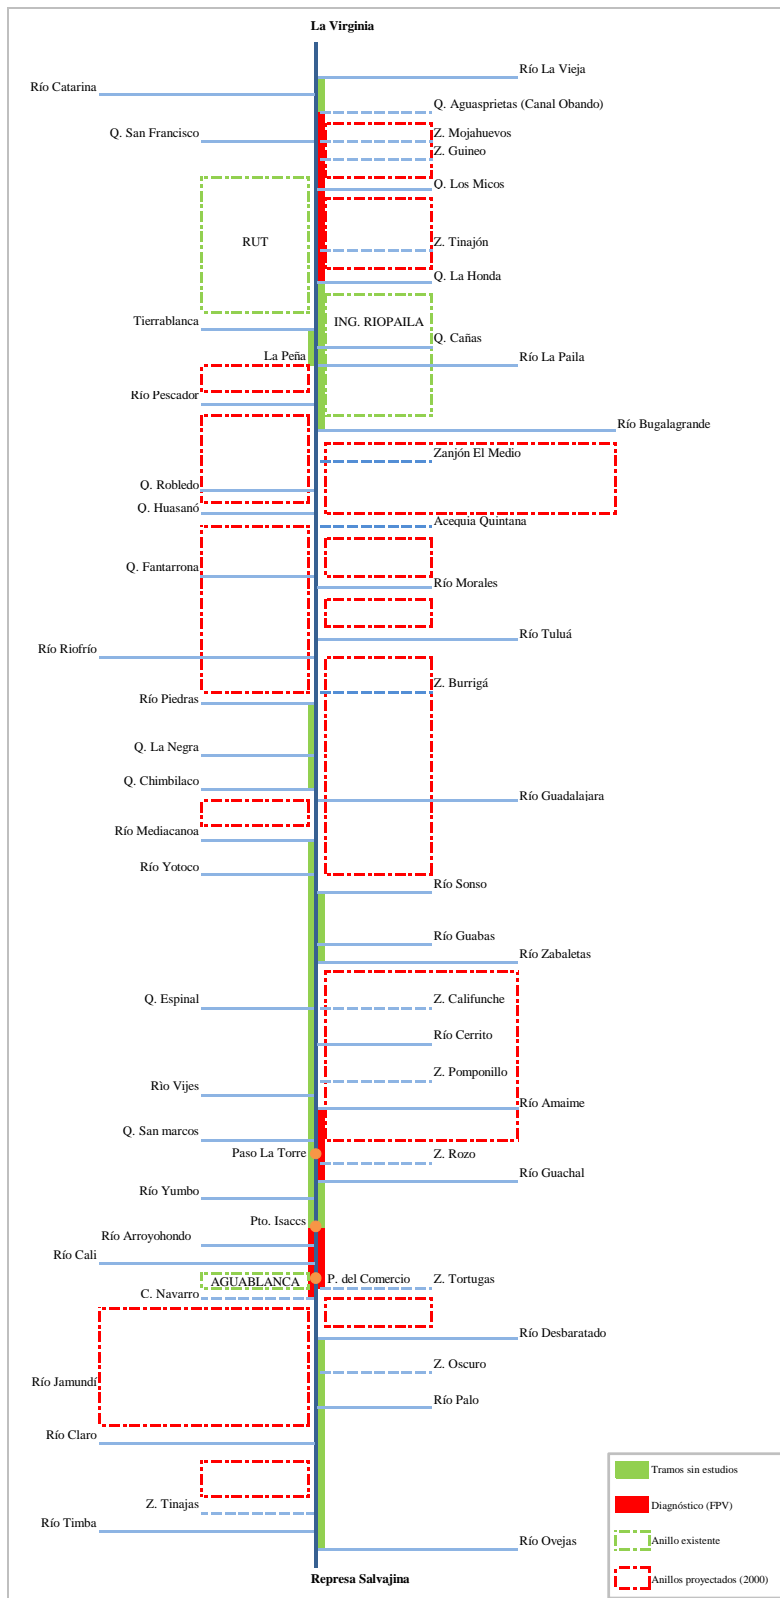 La Virginia
Río La Vieja
Río Catarina
Q. Aguasprietas (Canal Obando)
Q. San Francisco
Z. Mojahuevos
Z. Guineo
Q. Los Micos
RUT
Z. Tinajón
Q. La Honda
Tierrablanca
ING. RIOPAILA
Q. Cañas
La Peña
Río La Paila
Río Pescador
Río Bugalagrande
Zanjón El Medio
Q. Robledo
Q. Huasanó
Acequia Quintana
Q. Fantarrona
Río Morales
Río Tuluá
Río Riofrío
Z. Burrigá
Río Piedras
Q. La Negra
Q. Chimbilaco
Río Guadalajara
Río Mediacanoa
Río Yotoco
Río Sonso
Río Guabas
Río Zabaletas
Q. Espinal
Z. Califunche
Río Cerrito
Z. Pomponillo
Rìo Vijes
Río Amaime
Q. San marcos
Paso La Torre
Z. Rozo
Río Guachal
Río Yumbo
Pto. Isaccs
Río Arroyohondo
Río Cali
AGUABLANCA
P. del Comercio
Z. Tortugas
C. Navarro
Río Desbaratado
Z. Oscuro
Río Jamundí
Río Palo
Río Claro
Z. Tinajas
Río Timba
Río Ovejas
Represa Salvajina
Tramos sin estudios
Diagnóstico (FPV)
Anillo existente
Anillos proyectados (2000)